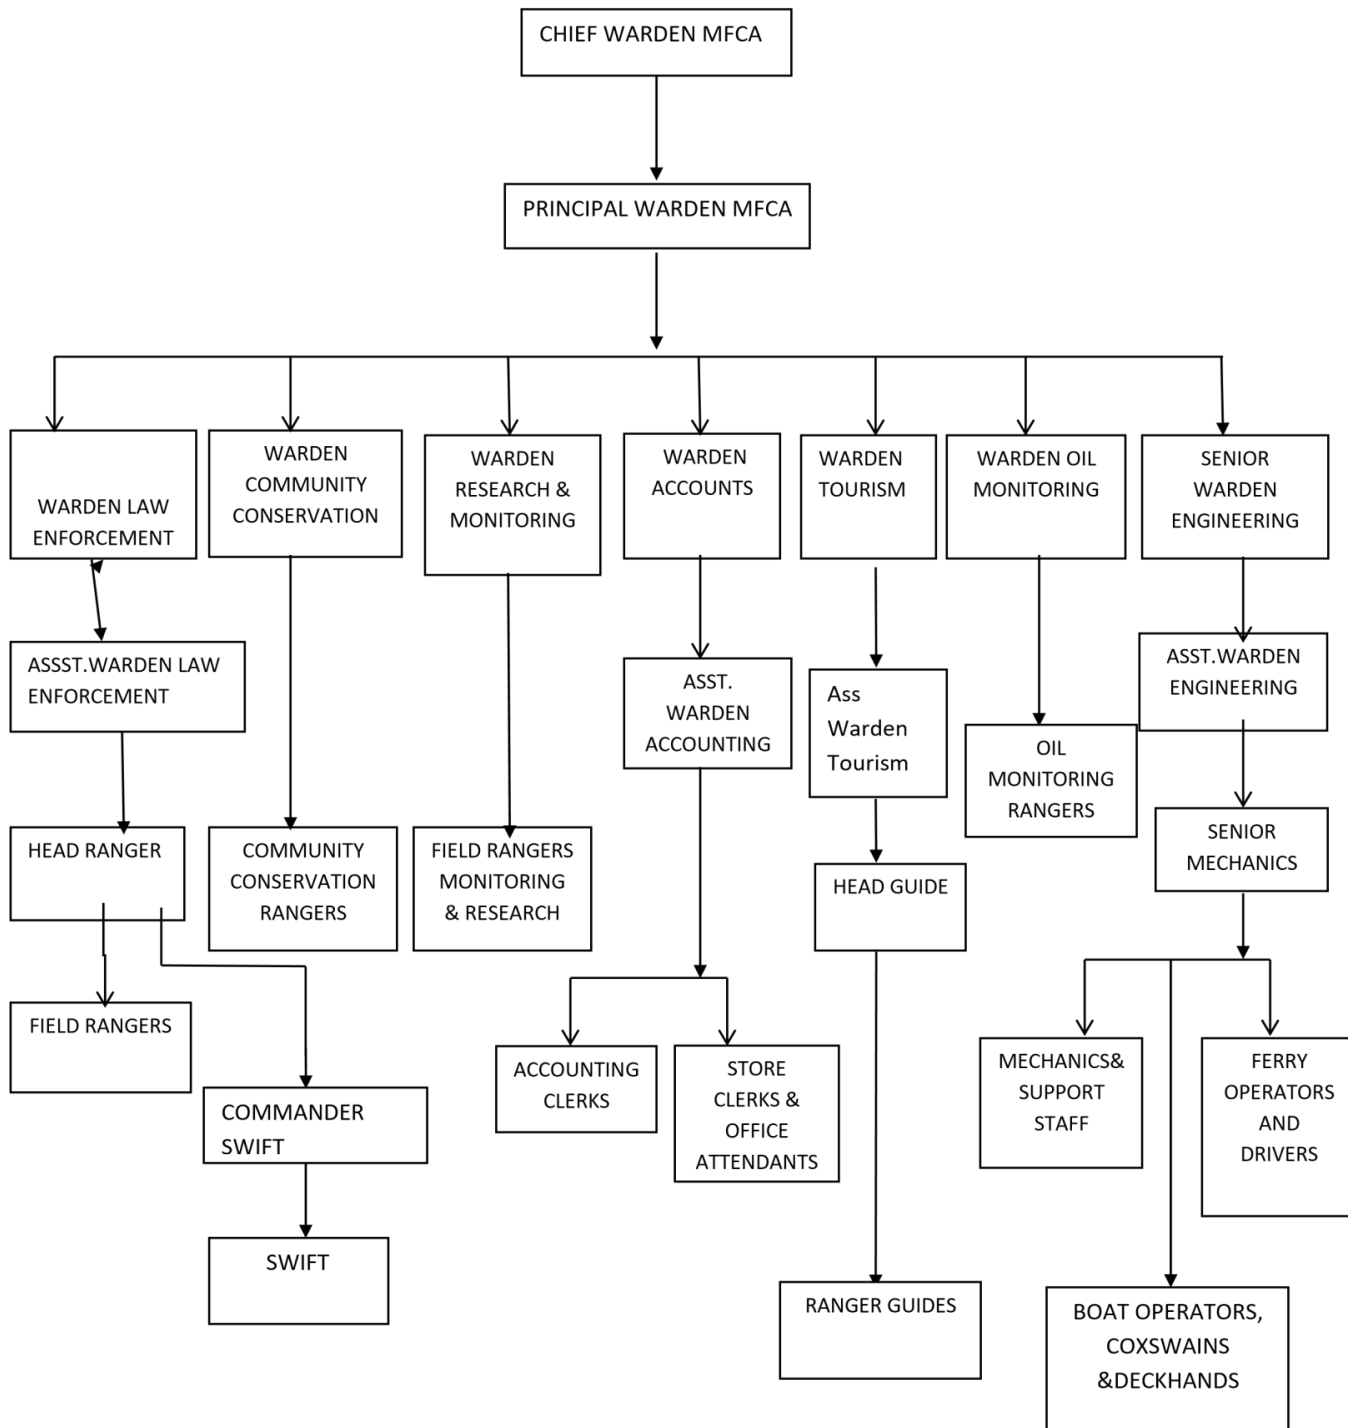 CHIEF WARDEN MFCA
PRINCIPAL WARDEN MFCA
WARDEN LAW
ENFORCEMENT
WARDEN
COMMUNITY
CONSERVATION
WARDEN
RESEARCH &
MONITORING
WARDEN
ACCOUNTS
WARDEN
TOURISM
WARDEN OIL
MONITORING
SENIOR
WARDEN
ENGINEERING
ASSST.WARDEN LAW
ENFORCEMENT
ASST.
WARDEN
ACCOUNTING
Ass
Warden
Tourism
OIL
MONITORING
RANGERS
AST.WARDEN
ENGINEERING
HEAD RANGER
COMMUNITY
CONSERVATION
RANGERS
FIELD RANGERS
MONITORING
& RESEARCH
HEAD GUIDE
SENIOR
MECHANICS
FIELD RANGERS
COMMANDER
SWIFT
SWIFT
ACCOUNTING
CLERKS
STORE
CLERKS &
OFFICE
ATTENDANTS
RANGER GUIDES
MECHANICS&
SUPPORT
STAFF
FERRY
OPERATORS
AND
DRIVERS
BOAT OPERATORS,
COXSWAINS
&DECKHANDS